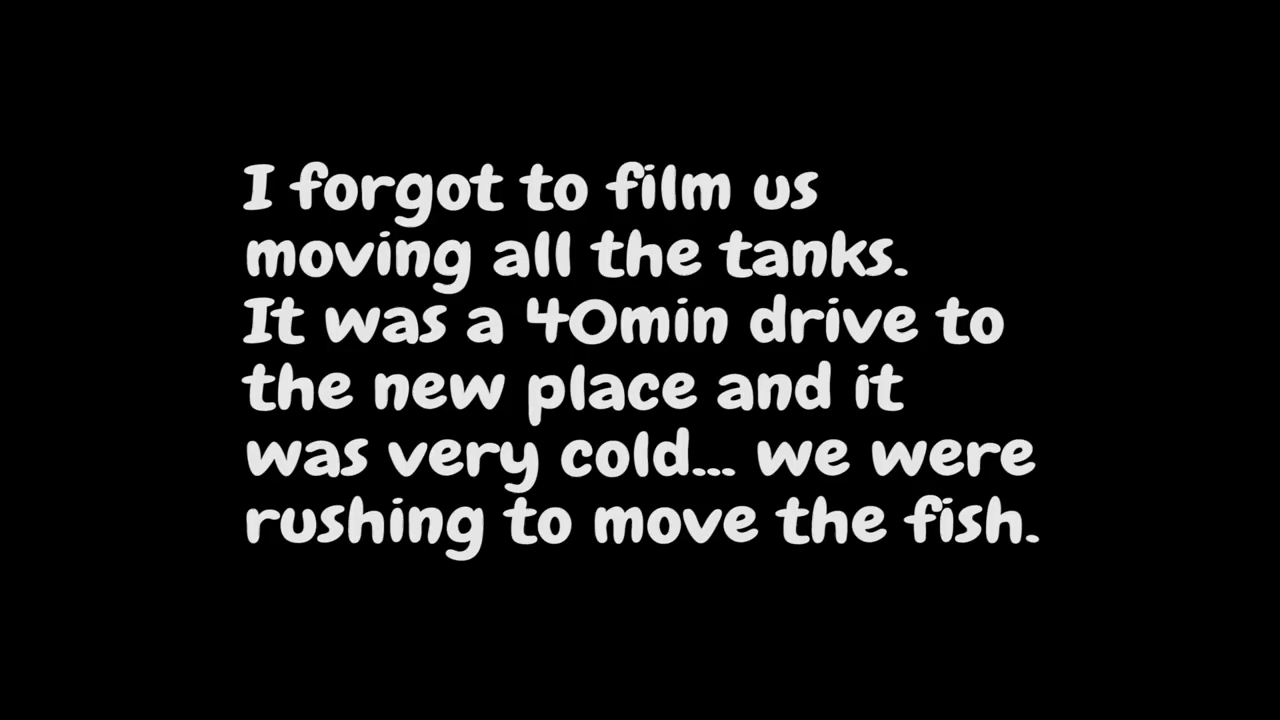 I forgot to film us
moving all the tanks.
It was a 40min drive to
the new place and it
was very cold... we were
rushing to move the fish.